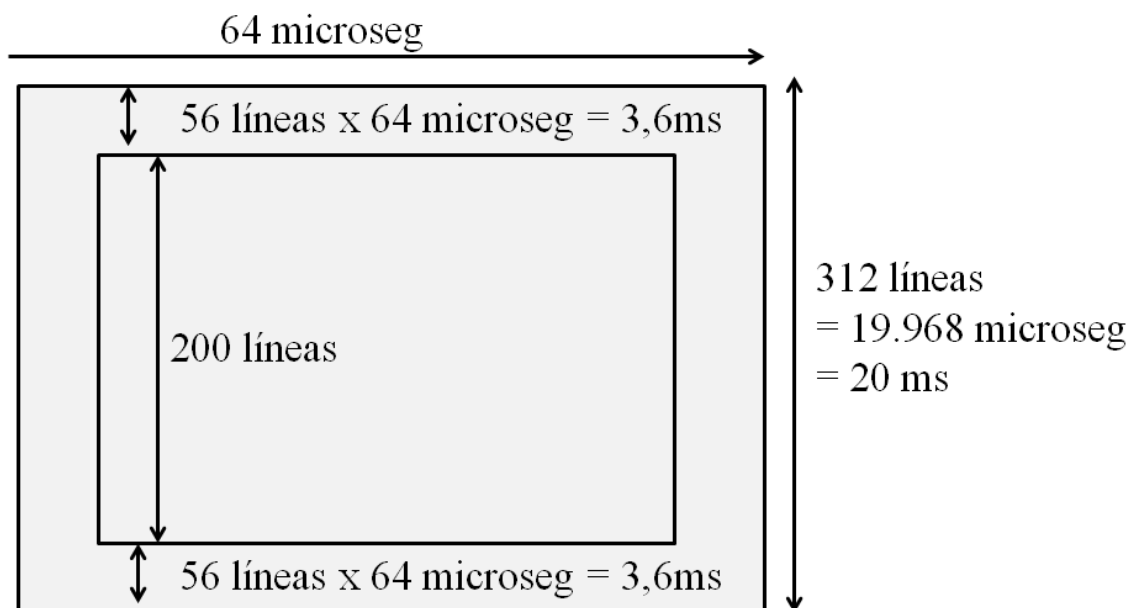 64 microseg
56 líneas x 64 microseg = 3,6ms
200 líneas
312 líneas
= 19.968 microseg
= 20 ms
56 líneas x 64 microseg = 3,6ms